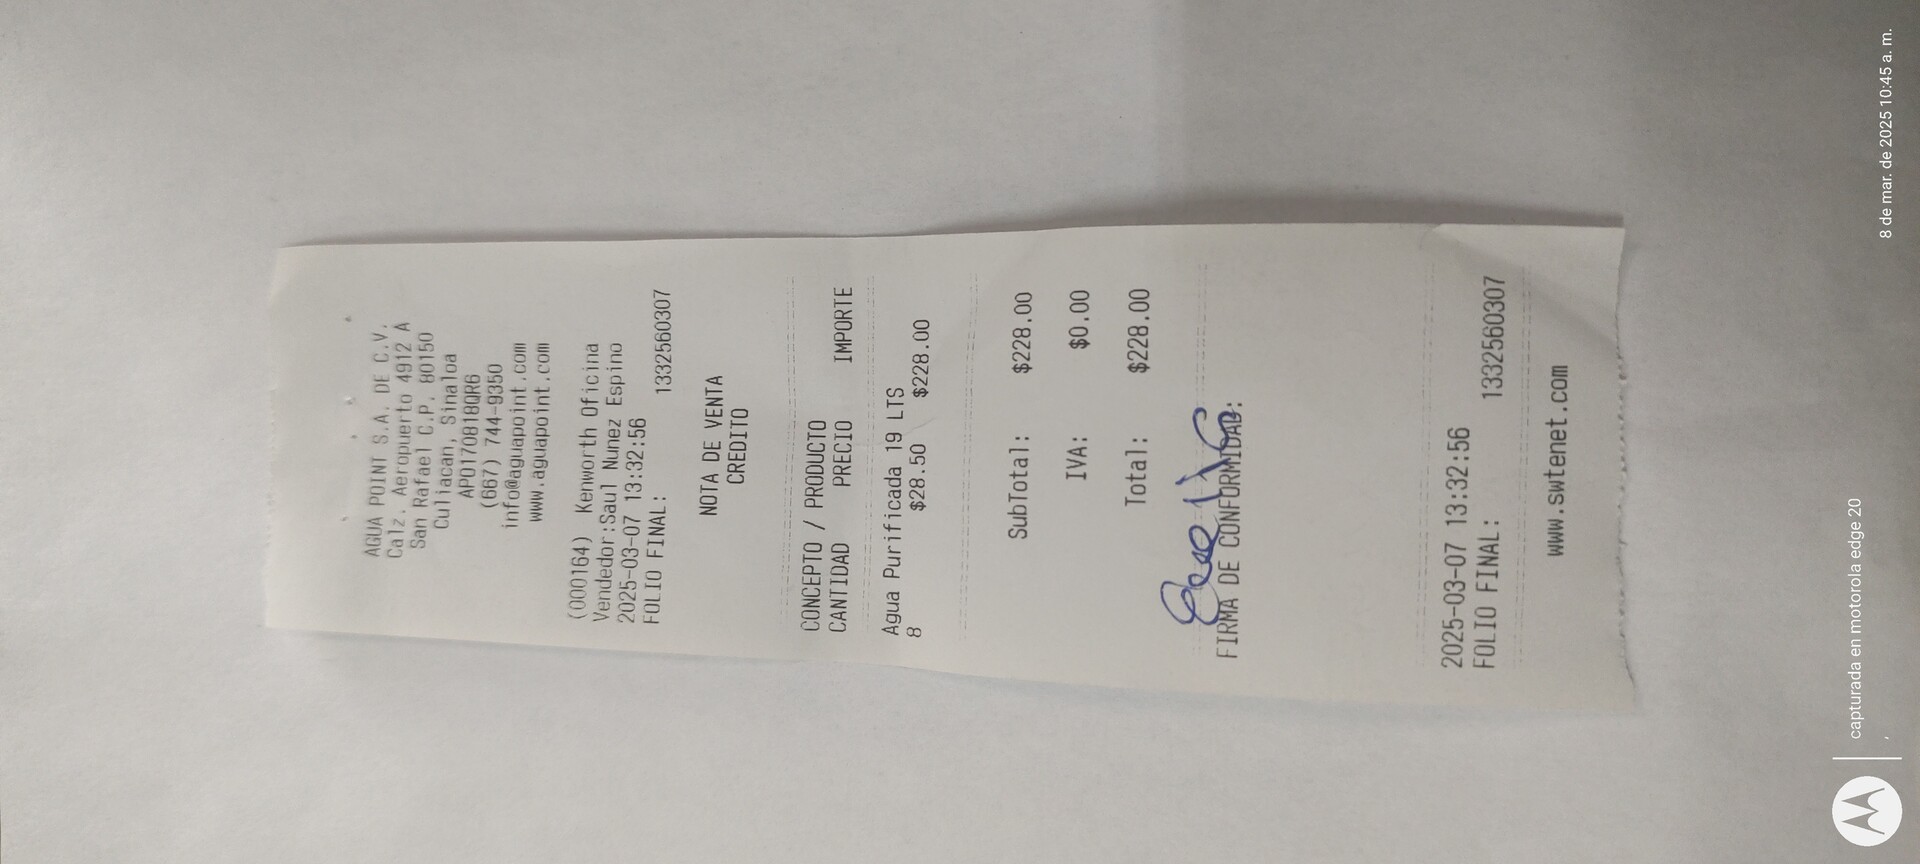 AGUA POINT S.A. DE C.V.
Calz. Aeropuerto 4912 A
San Rafael C.P. 80150
Culiacan, Sinaloa
APO170818QR6
(667) 744-9350
info@aguapoint.com
www.aguapoint.com
(000164) Kenworth Oficina
Vendedor:Saul Nunez Espino
2025-03-07 13:32:56
FOLIO FINAL: 1332560307
NOTA DE VENTA
CREDITO
CONCEPTO / PRODUCTO
CANTIDAD PRECIO IMPORTE
Agua Purificada 19 LTS
8 $28.50 $228.00
SubTotal: $228.00
IVA: $0.00
Total: $228.00
FIRMA DE CONFORMIDAD:
2025-03-07 13:32:56
FOLIO FINAL: 1332560307
www.swtenet.com
capturada en motorola edge 20
8 de mar. de 2025 10:45 a. m.